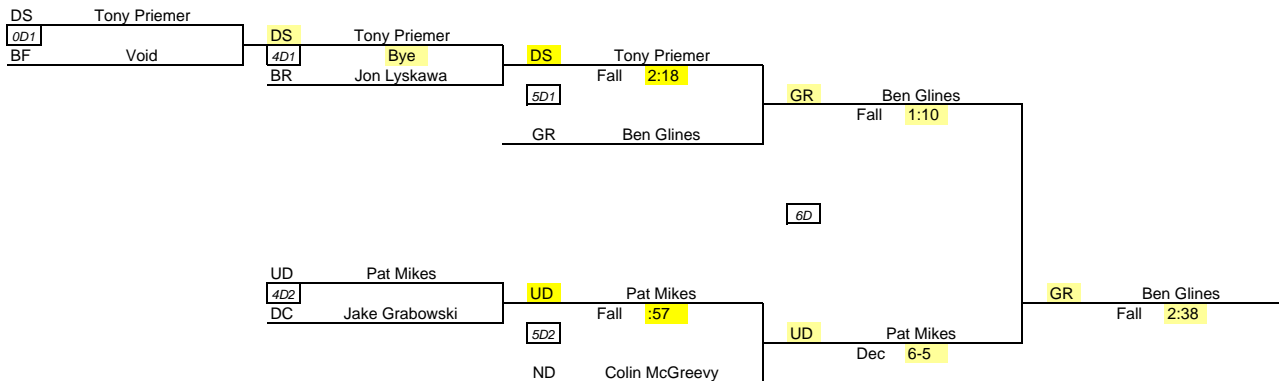 DS Tony Priemer
0D1
BF Void
DS Tony Priemer
4D1 Bye
BR Jon Lyskawa
DS Tony Priemer
Fall 2:18
5D1
GR Ben Glines
GR Ben Glines
Fall 1:10
6D
UD Pat Mikes
4D2
DC Jake Grabowski
UD Pat Mikes
Fall :57
5D2
ND Colin McGreevy
UD Pat Mikes
Dec 6-5
GR Ben Glines
Fall 2:38